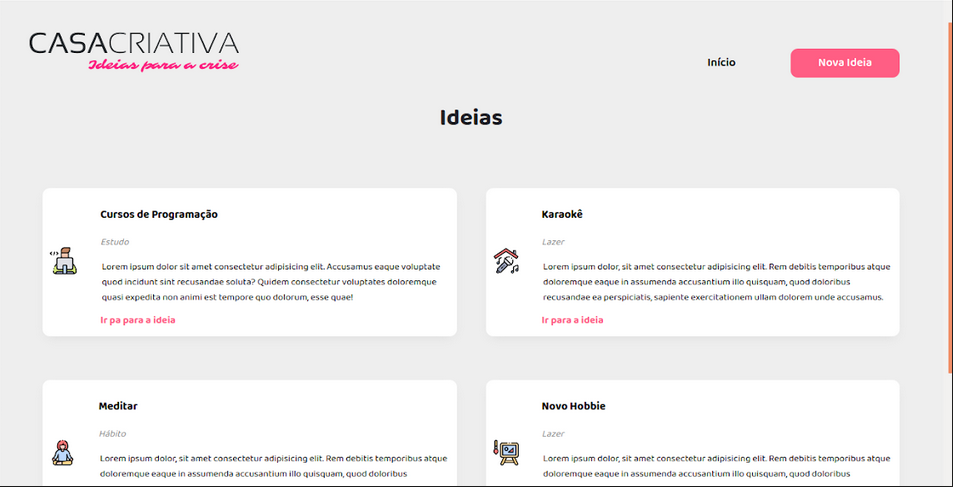 CASACRIATIVA
Ideias para a crise
Início
Nova Ideia
Ideias
Cursos de Programação
Estudo
Lorem ipsum dolor sit amet consectetur adipisicing elit. Accusamus eaque voluptate
quod incidunt sint recusandae soluta? Quidem consectetur voluptates doloremque
quasi expedita non animi est tempore quo dolorum, esse quae!
Ir pa para a ideia
Karaokê
Lazer
Lorem ipsum dolor, sit amet consectetur adipisicing elit. Rem debitis temporibus atque
doloremque eaque in assumenda accusantium illo quisquam, quod doloribus
recusandae ea perspiciatis, sapiente exercitationem ullam dolorem unde accusamus.
Ir para a ideia
Meditar
Hábito
Lorem ipsum dolor, sit amet consectetur adipisicing elit. Rem debitis temporibus atque
doloremque eaque in assumenda accusantium illo quisquam, quod doloribus
Novo Hobbie
Lazer
Lorem ipsum dolor, sit amet consectetur adipisicing elit. Rem debitis temporibus atque
doloremque eaque in assumenda accusantium illo quisquam, quod doloribus